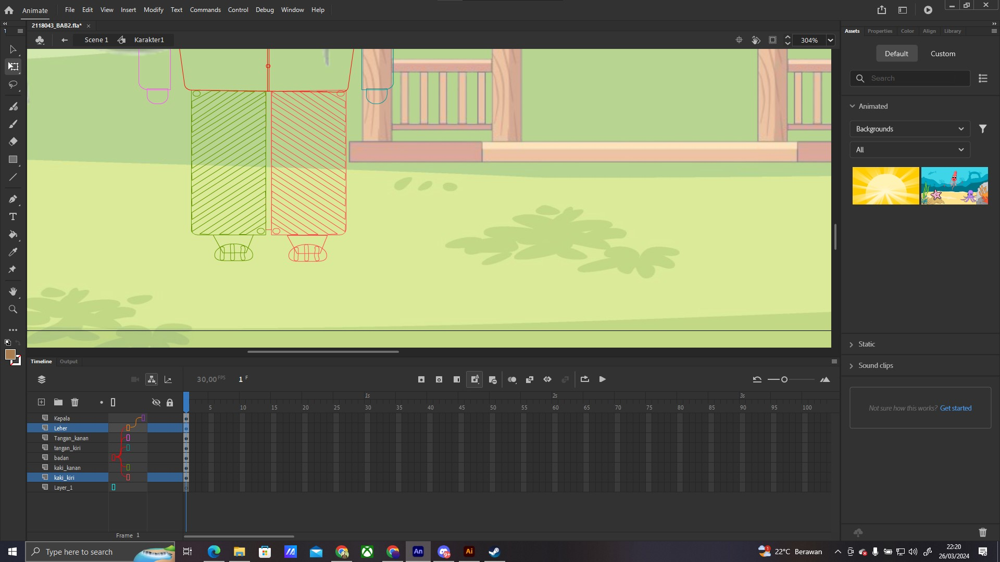 Animate File Edit View Insert Modify Text Commands Control Debug Window Help
2118043_BAB2.fla*
Scene 1 Karakter1 304%
Assets Properties Color Align Library
Default Custom
Search
Animated
Backgrounds
All
Static
Sound clips
Not sure how this works? Get started
Timeline Output
30,00 FPS 1 F
1s 2s 3s
5 10 15 20 25 30 35 40 45 50 55 60 65 70 75 80 85 90 95 100
Kepala
Leher
Tangan_kanan
tangan_kiri
badan
kaki_kanan
kaki_kiri
Layer_1
Frame 1
Type here to search
An
9+
Ai
1
22°C Berawan
22:20
26/03/2024